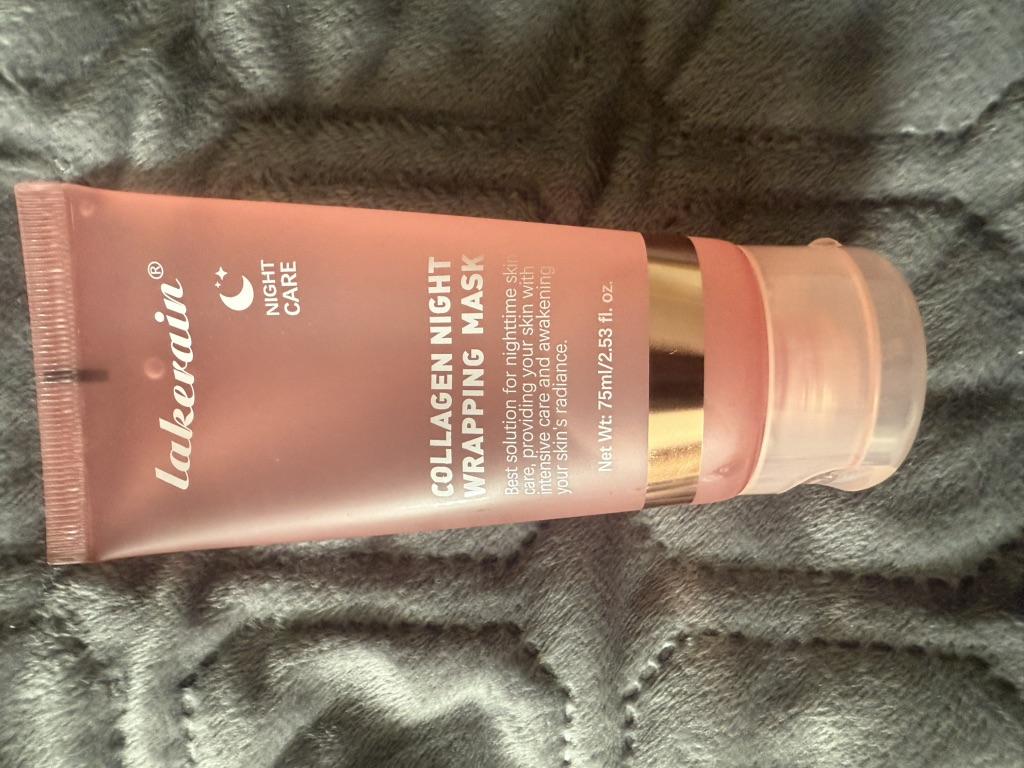 lakerain®
NIGHT
CARE
COLLAGEN NIGHT
WRAPPING MASK
Best solution for nighttime skin
care, providing your skin with
intensive care and awakening
your skin's radiance.
Net Wt: 75ml/2.53 fl. oz.